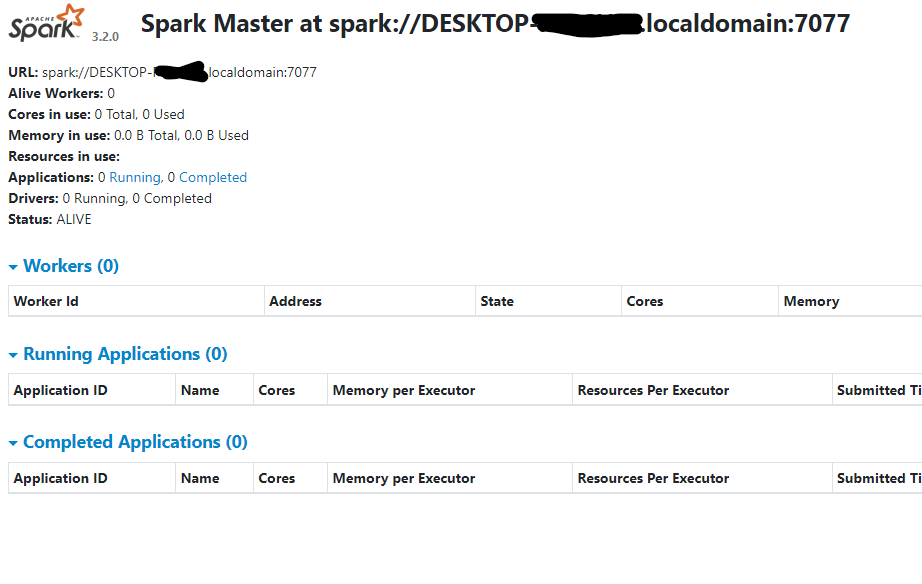 APACHE Spark 3.2.0 Spark Master at spark://DESKTOP- .localdomain:7077
URL: spark://DESKTOP- localdomain:7077
Alive Workers: 0
Cores in use: 0 Total, 0 Used
Memory in use: 0.0 B Total, 0.0 B Used
Resources in use:
Applications: 0 Running, 0 Completed
Drivers: 0 Running, 0 Completed
Status: ALIVE
Workers (0)
Worker Id Address State Cores Memory
Running Applications (0)
Application ID Name Cores Memory per Executor Resources Per Executor Submitted Ti
Completed Applications (0)
Application ID Name Cores Memory per Executor Resources Per Executor Submitted Ti